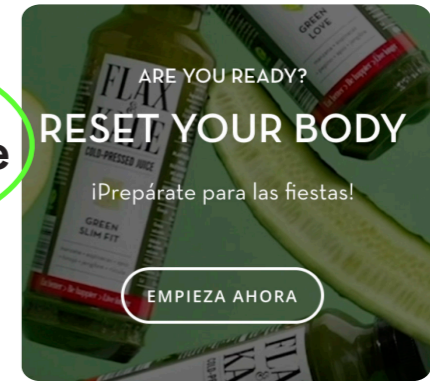 GREEN
LOVE
ARE YOU READY?
FLAX
&
KALE
COLD-PRESSED JUICE
RESET YOUR BODY
e
¡Prepárate para las fiestas!
GREEN
SLIM FIT
EMPIEZA AHORA
FLAX